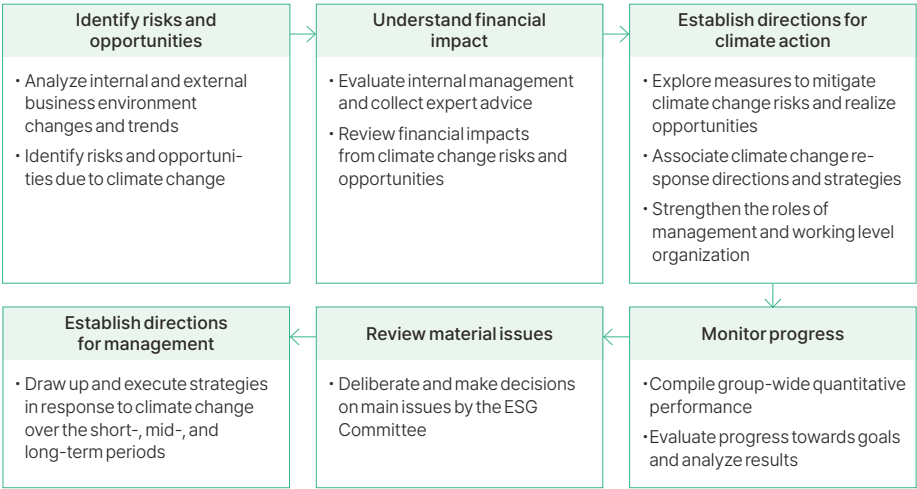 Identify risks and
opportunities
• Analyze internal and external
business environment
changes and trends
• Identify risks and opportuni-
ties due to climate change
Understand financial
impact
• Evaluate internal management
and collect expert advice
• Review financial impacts
from climate change risks and
opportunities
Establish directions for
climate action
• Explore measures to mitigate
climate change risks and realize
opportunities
• Associate climate change re-
sponse directions and strategies
• Strengthen the roles of
management and working level
organization
Monitor progress
• Compile group-wide quantitative
performance
• Evaluate progress towards goals
and analyze results
Review material issues
• Deliberate and make decisions
on main issues by the ESG
Committee
Establish directions
for management
• Draw up and execute strategies
in response to climate change
over the short-, mid-, and
long-term periods